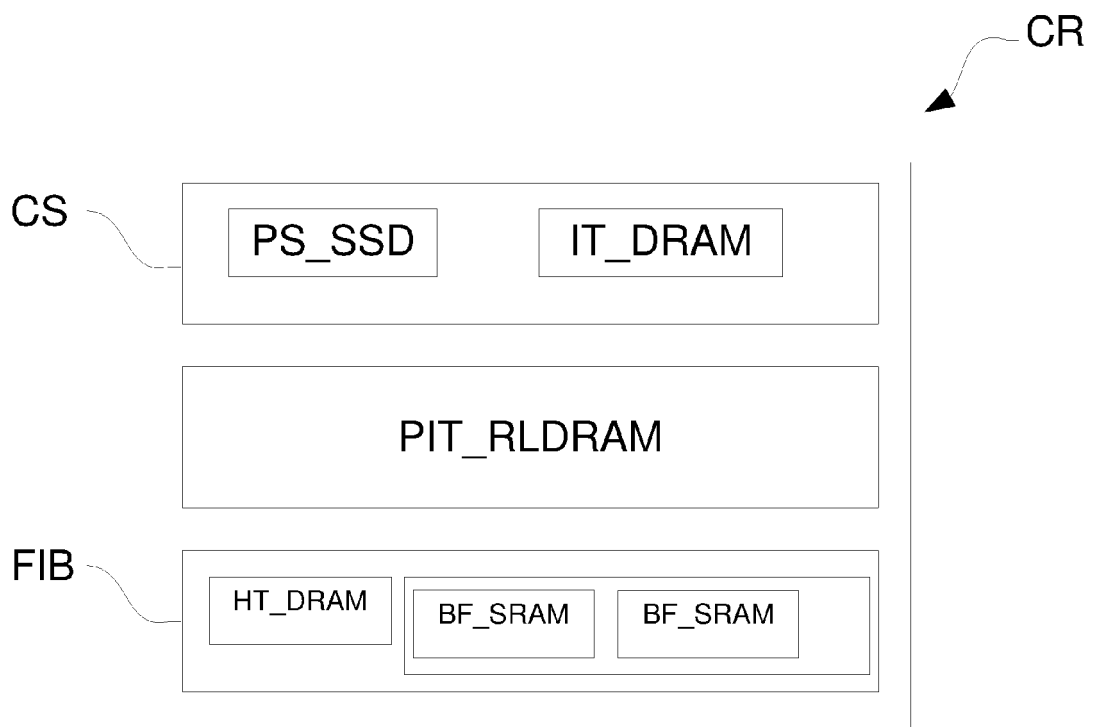 CR
CS
PS_SSD IT_DRAM
PIT_RLDRAM
FIB
HT_DRAM BF_SRAM BF_SRAM